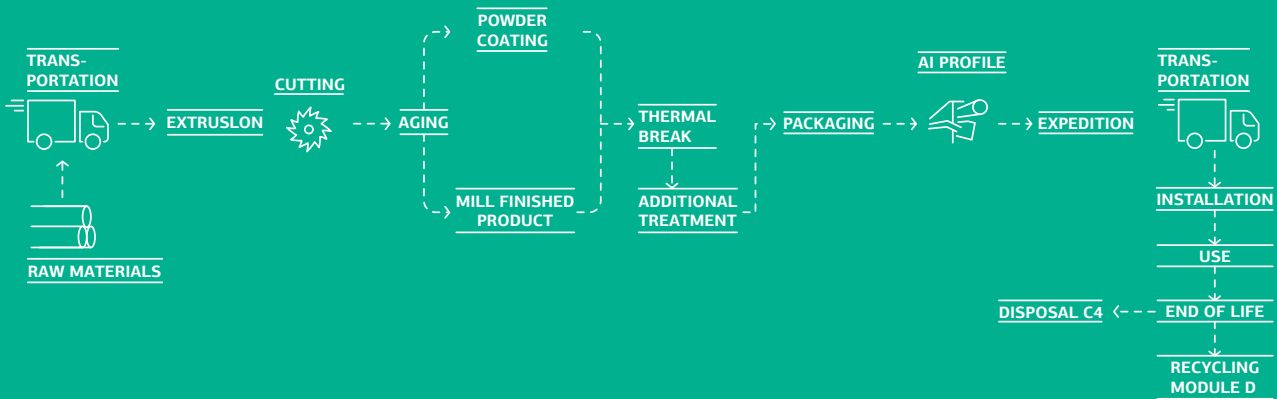 TRANS-
PORTATION
RAW MATERIALS
EXTRUSLON
CUTTING
AGING
POWDER
COATING
MILL FINISHED
PRODUCT
THERMAL
BREAK
ADDITIONAL
TREATMENT
PACKAGING
AI PROFILE
EXPEDITION
TRANS-
PORTATION
INSTALLATION
USE
END OF LIFE
DISPOSAL C4
RECYCLING
MODULE D